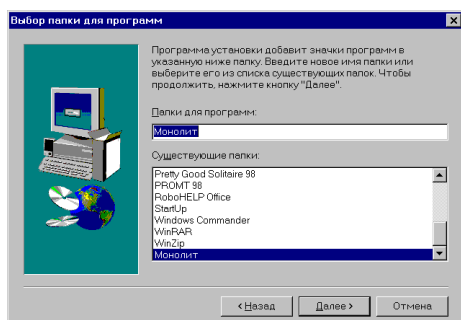 Выбор папки для программ
Программа установки добавит значки программ в
указанную ниже папку. Введите новое имя папки или
выберите его из списка существующих папок. Чтобы
продолжить, нажмите кнопку "Далее".
Папки для программ:
Монолит
Существующие папки:
Pretty Good Solitaire 98
PROMT 98
RoboHELP Office
StartUp
Windows Commander
WinRAR
WinZip
Монолит
< Назад Далее > Отмена